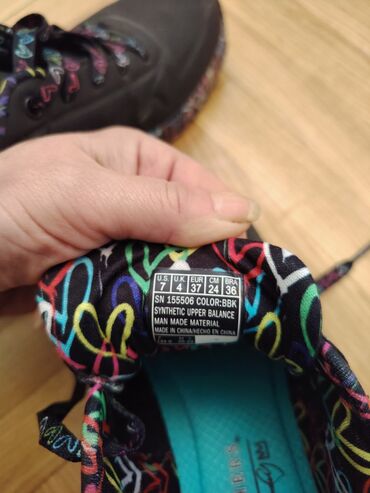 U.S U.K EUR CM BRA
7 4 37 24 36
SN 155506 COLOR:BBK
SYNTHETIC UPPER BALANCE
MAN MADE MATERIAL
MADE IN CHINA/HECHO EN CHINA